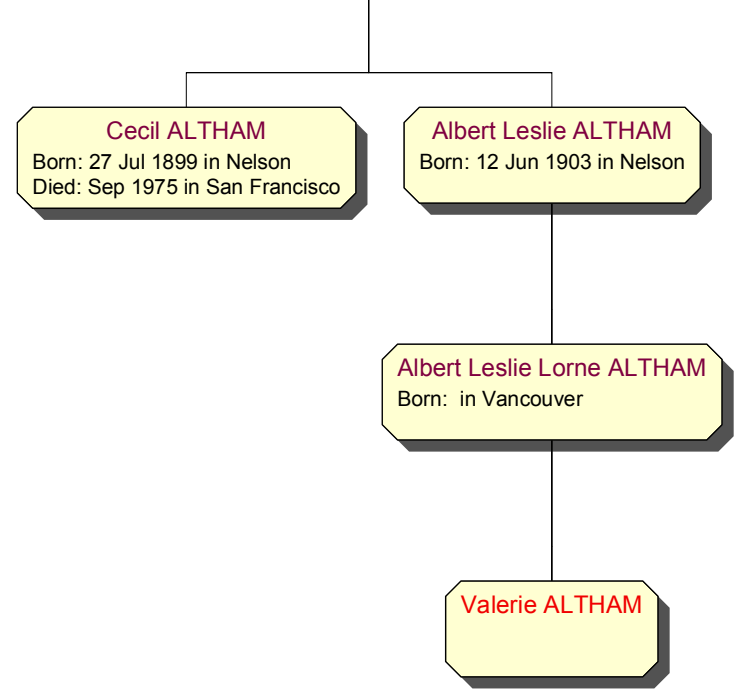 Cecil ALTHAM
Born: 27 Jul 1899 in Nelson
Died: Sep 1975 in San Francisco
Albert Leslie ALTHAM
Born: 12 Jun 1903 in Nelson
Albert Leslie Lorne ALTHAM
Born:  in Vancouver
Valerie ALTHAM